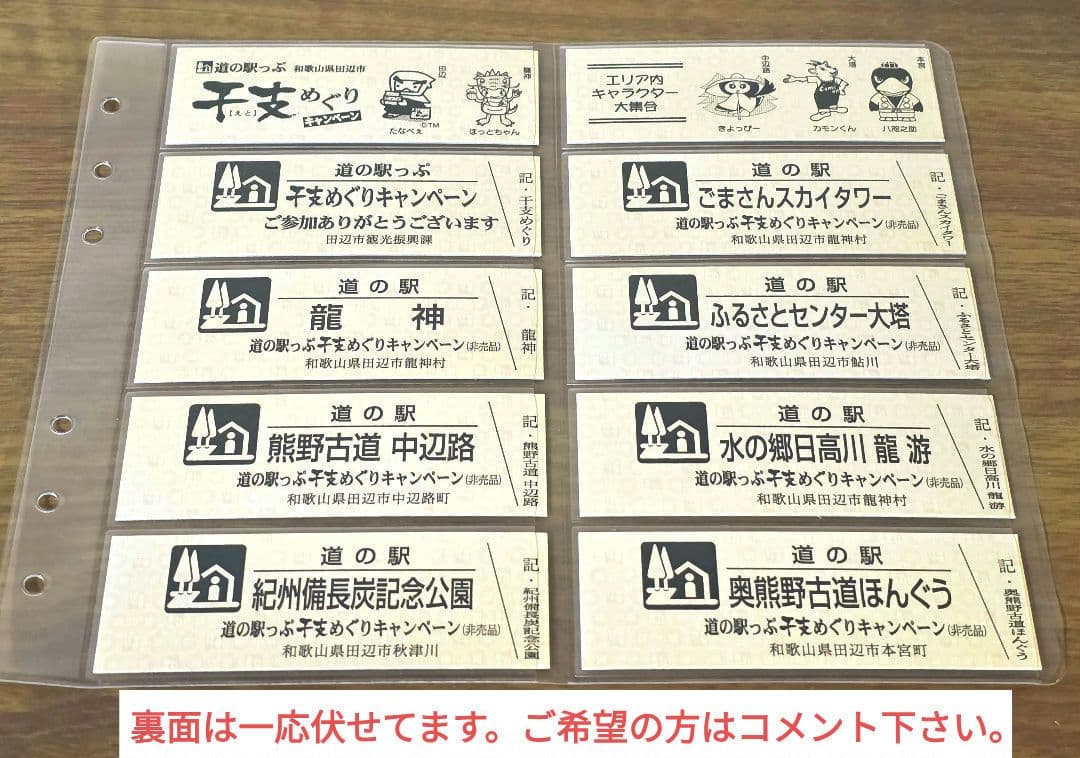 道の駅っぷ 和歌山県田辺市
干支めぐり
【えと】
キャンペーン
田辺
龍神
©TM
たなべぇ
ほっとちゃん
エリア内
キャラクター
大集合
中辺路
大塔
本宮
きよっぴー
カモンくん
八咫之助
道の駅っぷ
干支めぐりキャンペーン
ご参加ありがとうございます
田辺市観光振興課
記・干支めぐり
道の駅
ごまさんスカイタワー
道の駅っぷ干支めぐりキャンペーン(非売品)
和歌山県田辺市龍神村
記・ごまさんスカイタワー
道の駅
龍神
道の駅っぷ干支めぐりキャンペーン(非売品)
和歌山県田辺市龍神村
記・龍神
道の駅
ふるさとセンター大塔
道の駅っぷ干支めぐりキャンペーン(非売品)
和歌山県田辺市鮎川
記・ふるさとセンター大塔
道の駅
熊野古道 中辺路
道の駅っぷ干支めぐりキャンペーン(非売品)
和歌山県田辺市中辺路町
記・熊野古道 中辺路
道の駅
水の郷日高川 龍游
道の駅っぷ干支めぐりキャンペーン(非売品)
和歌山県田辺市龍神村
記・水の郷日高川 龍游
道の駅
紀州備長炭記念公園
道の駅っぷ干支めぐりキャンペーン(非売品)
和歌山県田辺市秋津川
記・紀州備長炭記念公園
道の駅
奥熊野古道ほんぐう
道の駅っぷ干支めぐりキャンペーン(非売品)
和歌山県田辺市本宮町
記・奥熊野古道ほんぐう
裏面は一応伏せてます。ご希望の方はコメント下さい。